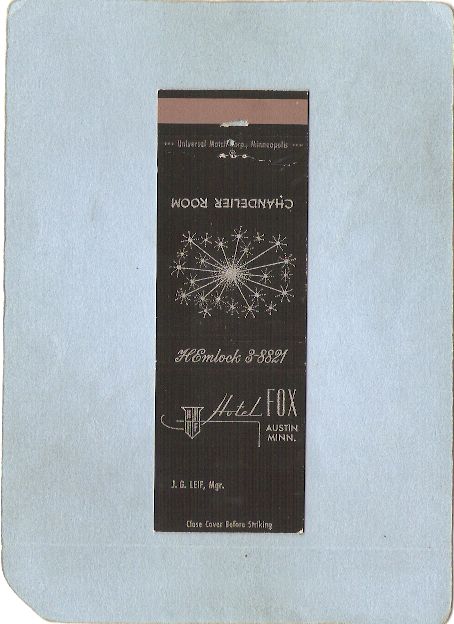 Universal Match Corp., Minneapolis
CHANDELIER ROOM
HEmlock 3-8821
Hotel FOX
AUSTIN
MINN.
J. G. LEIF, Mgr.
Close Cover Before Striking